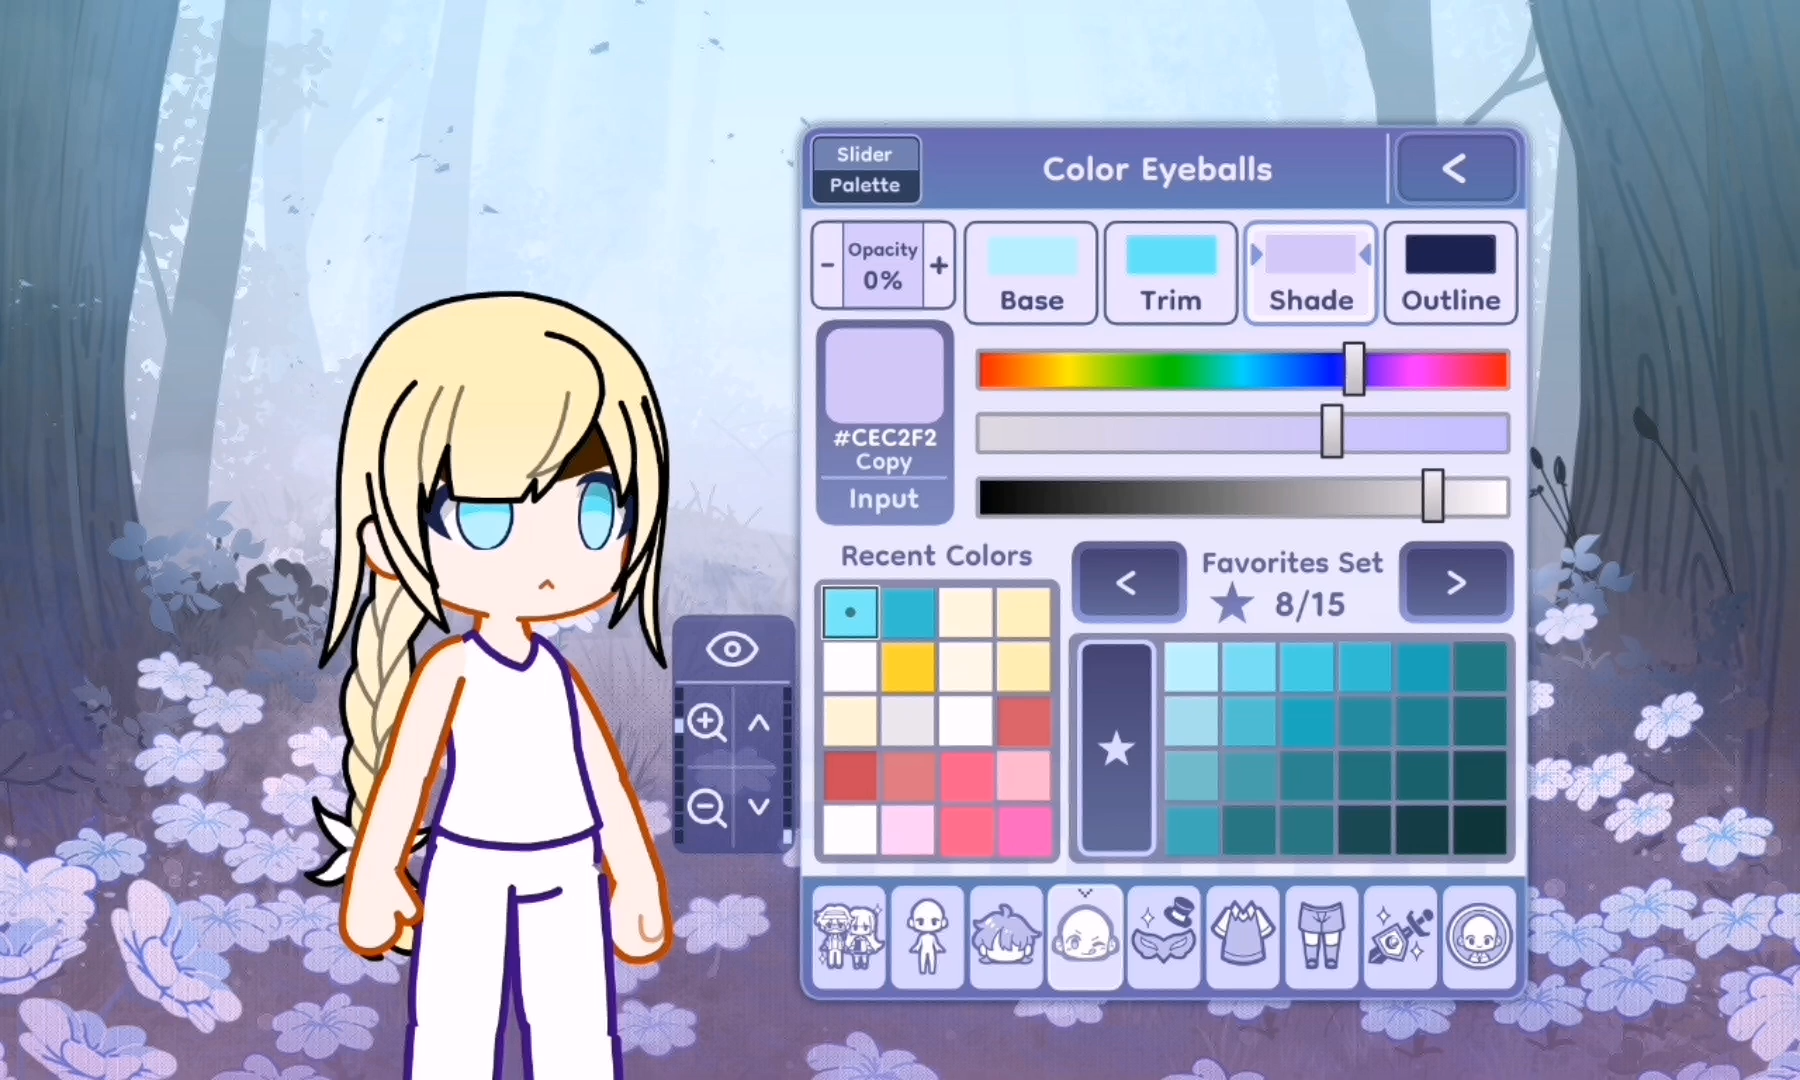 Slider
Palette
Color Eyeballs
<
- Opacity +
0%
Base
Trim
Shade
Outline
#CEC2F2
Copy
Input
Recent Colors
<
Favorites Set
8/15
>